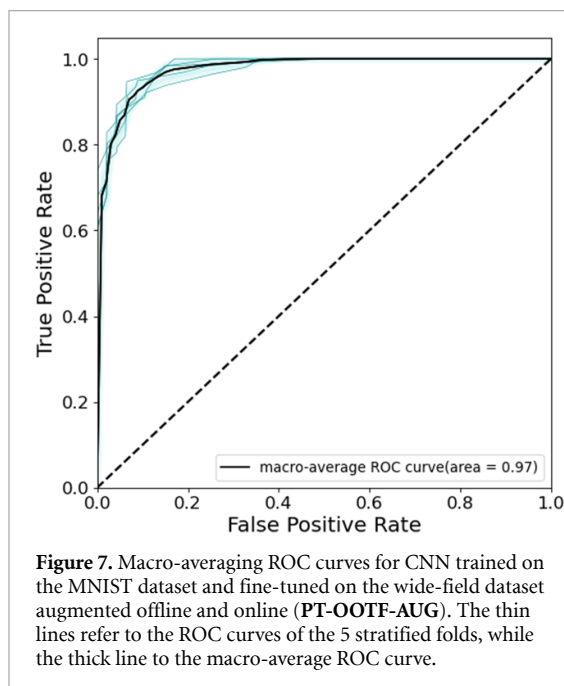 1.0
0.8
0.6
0.4
0.2
0.0
True Positive Rate
macro-average ROC curve(area = 0.97)
0.0 0.2 0.4 0.6 0.8 1.0
False Positive Rate
Figure 7. Macro-averaging ROC curves for CNN trained on
the MNIST dataset and fine-tuned on the wide-field dataset
augmented offline and online (PT-OOTF-AUG). The thin
lines refer to the ROC curves of the 5 stratified folds, while
the thick line to the macro-average ROC curve.